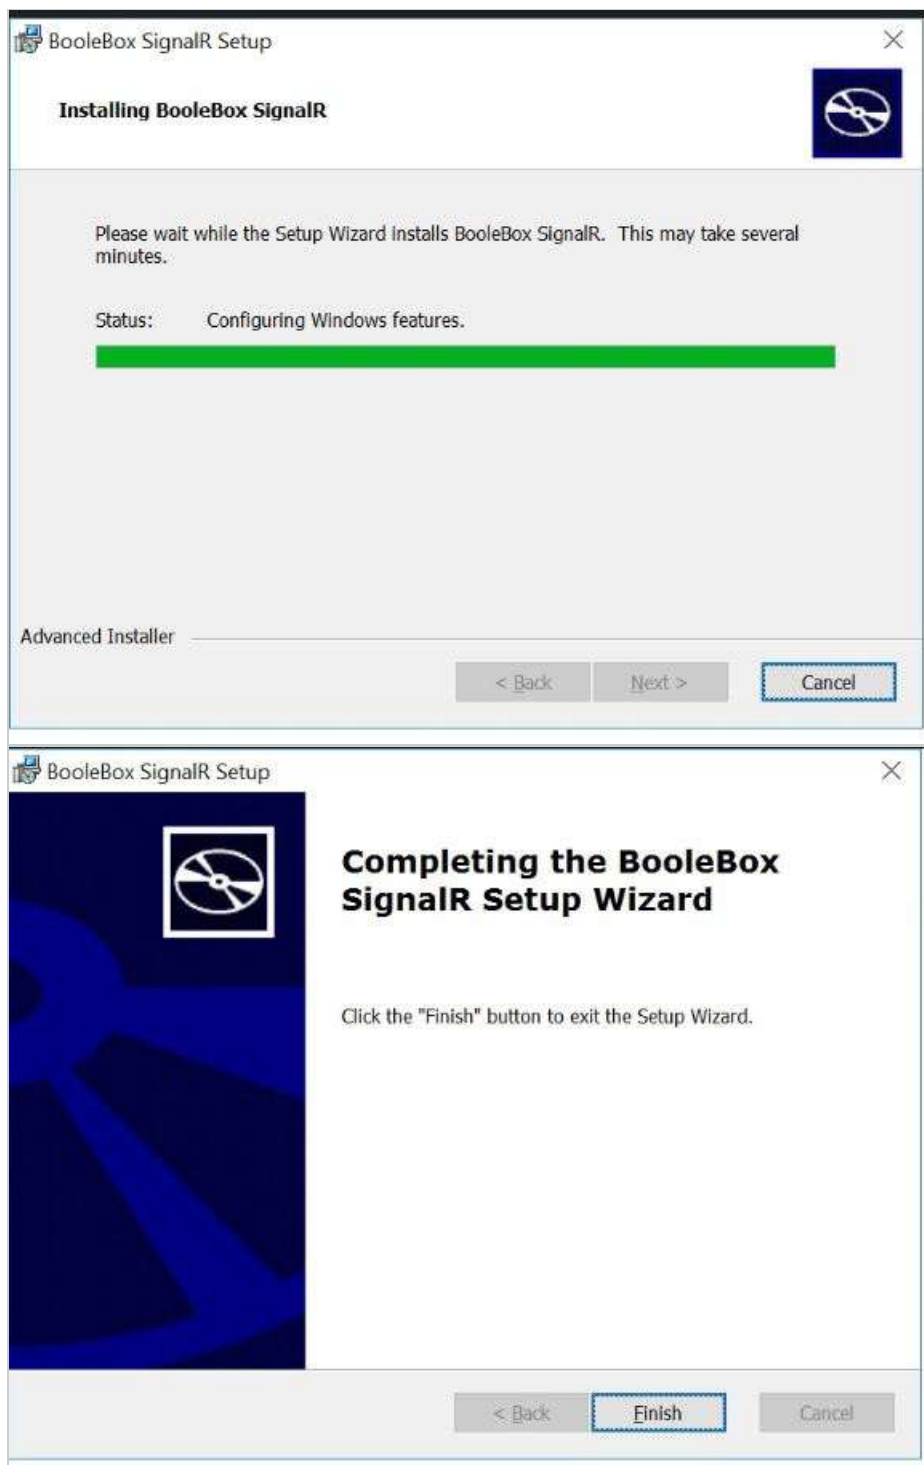 BooleBox SignalR Setup
Installing BooleBox SignalR
Please wait while the Setup Wizard installs BooleBox SignalR. This may take several
minutes.
Status: Configuring Windows features.
Advanced Installer
< Back Next > Cancel
BooleBox SignalR Setup
Completing the BooleBox
SignalR Setup Wizard
Click the "Finish" button to exit the Setup Wizard.
< Back Finish Cancel